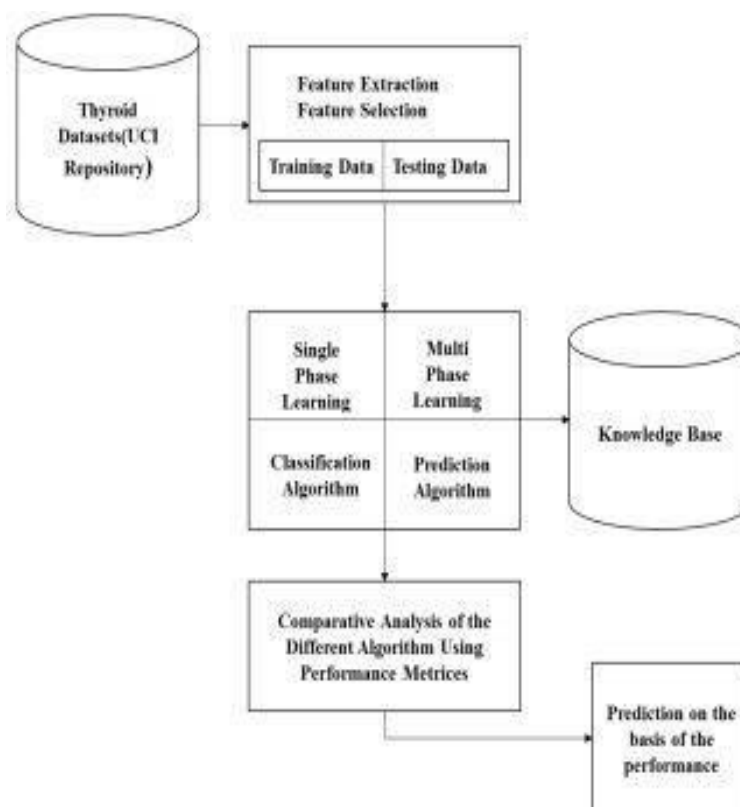 Thyroid
Datasets(UCI
Repository)
Feature Extraction
Feature Selection
Training Data
Testing Data
Single
Phase
Learning
Multi
Phase
Learning
Classification
Algorithm
Prediction
Algorithm
Knowledge Base
Comparative Analysis of the
Different Algorithm Using
Performance Metrices
Prediction on the
basis of the
performance